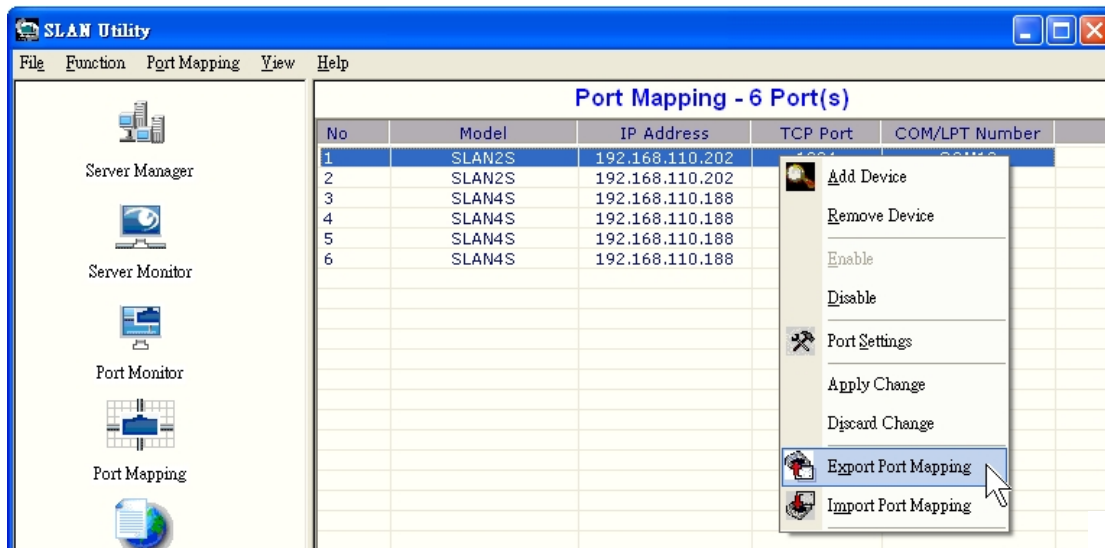 SLAN Utility
File Function Port Mapping View Help
Server Manager
Server Monitor
Port Monitor
Port Mapping
Port Mapping - 6 Port(s)
No Model IP Address TCP Port COM/LPT Number
1 SLAN2S 192.168.110.202
2 SLAN2S 192.168.110.202
3 SLAN4S 192.168.110.188
4 SLAN4S 192.168.110.188
5 SLAN4S 192.168.110.188
6 SLAN4S 192.168.110.188
Add Device
Remove Device
Enable
Disable
Port Settings
Apply Change
Discard Change
Export Port Mapping
Import Port Mapping